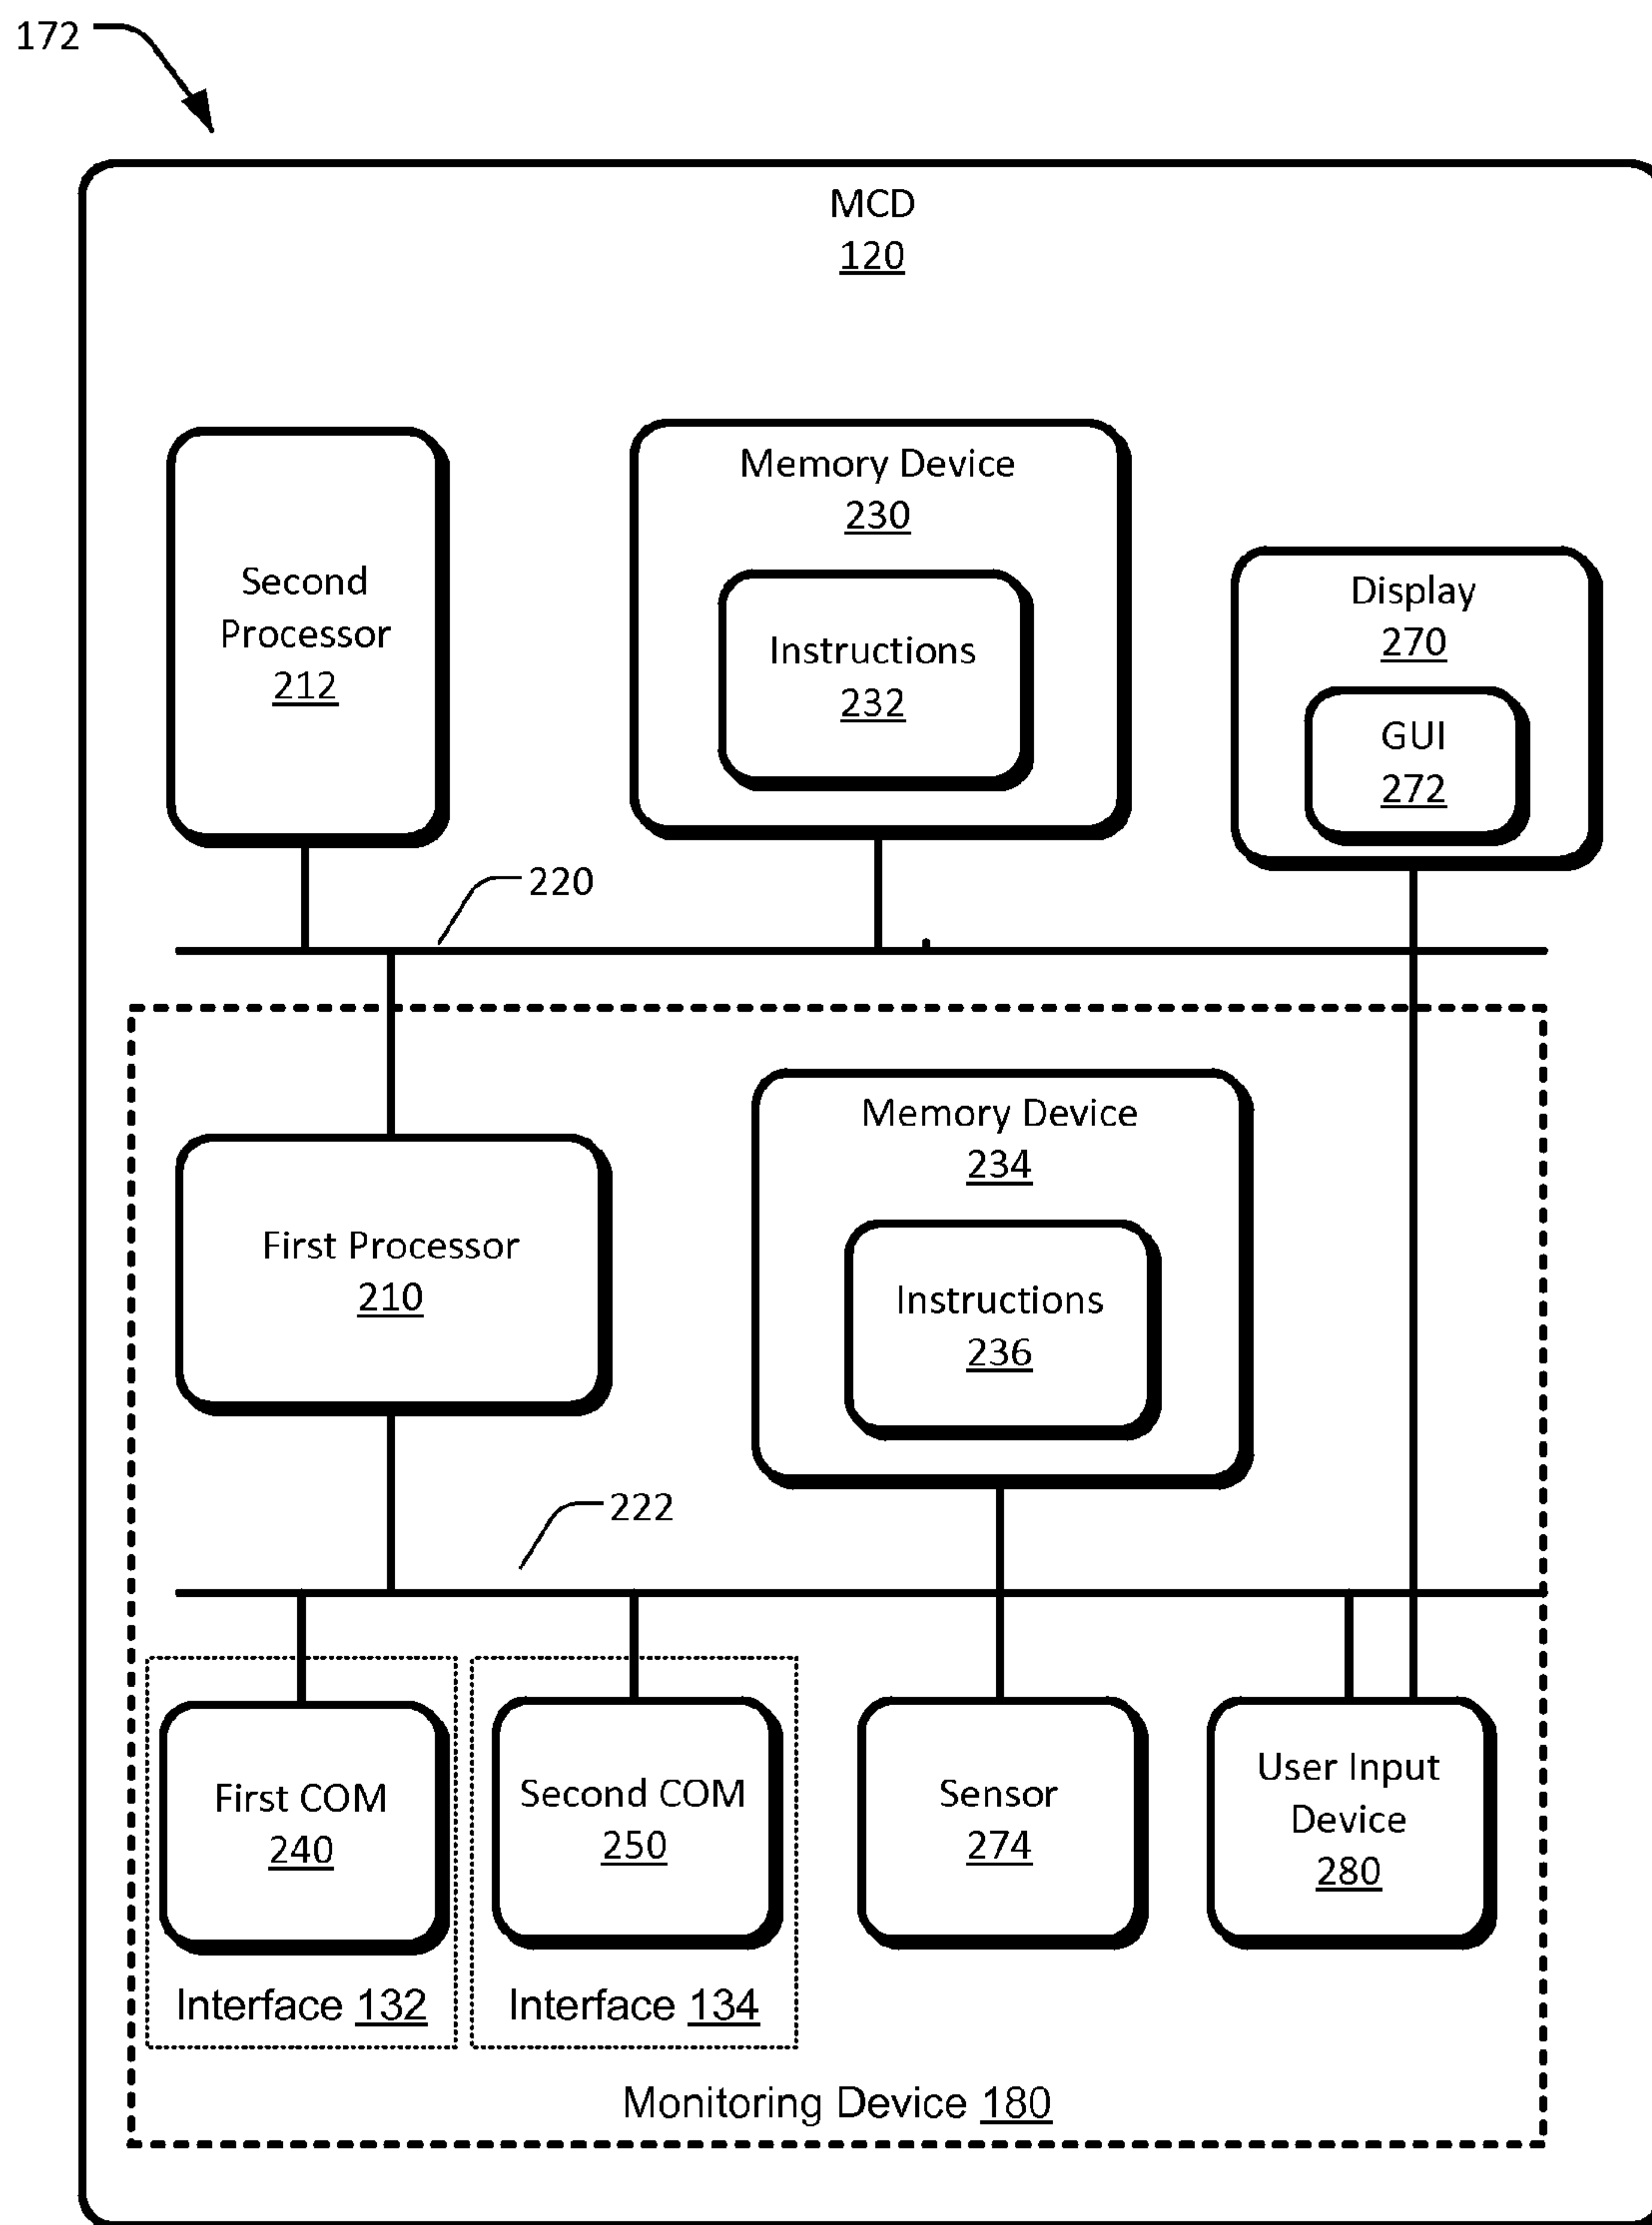 172
MCD
120
Second
Processor
212
Memory Device
230
Instructions
232
Display
270
GUI
272
220
First Processor
210
Memory Device
234
Instructions
236
222
First COM
240
Interface 132
Second COM
250
Interface 134
Sensor
274
User Input
Device
280
Monitoring Device 180